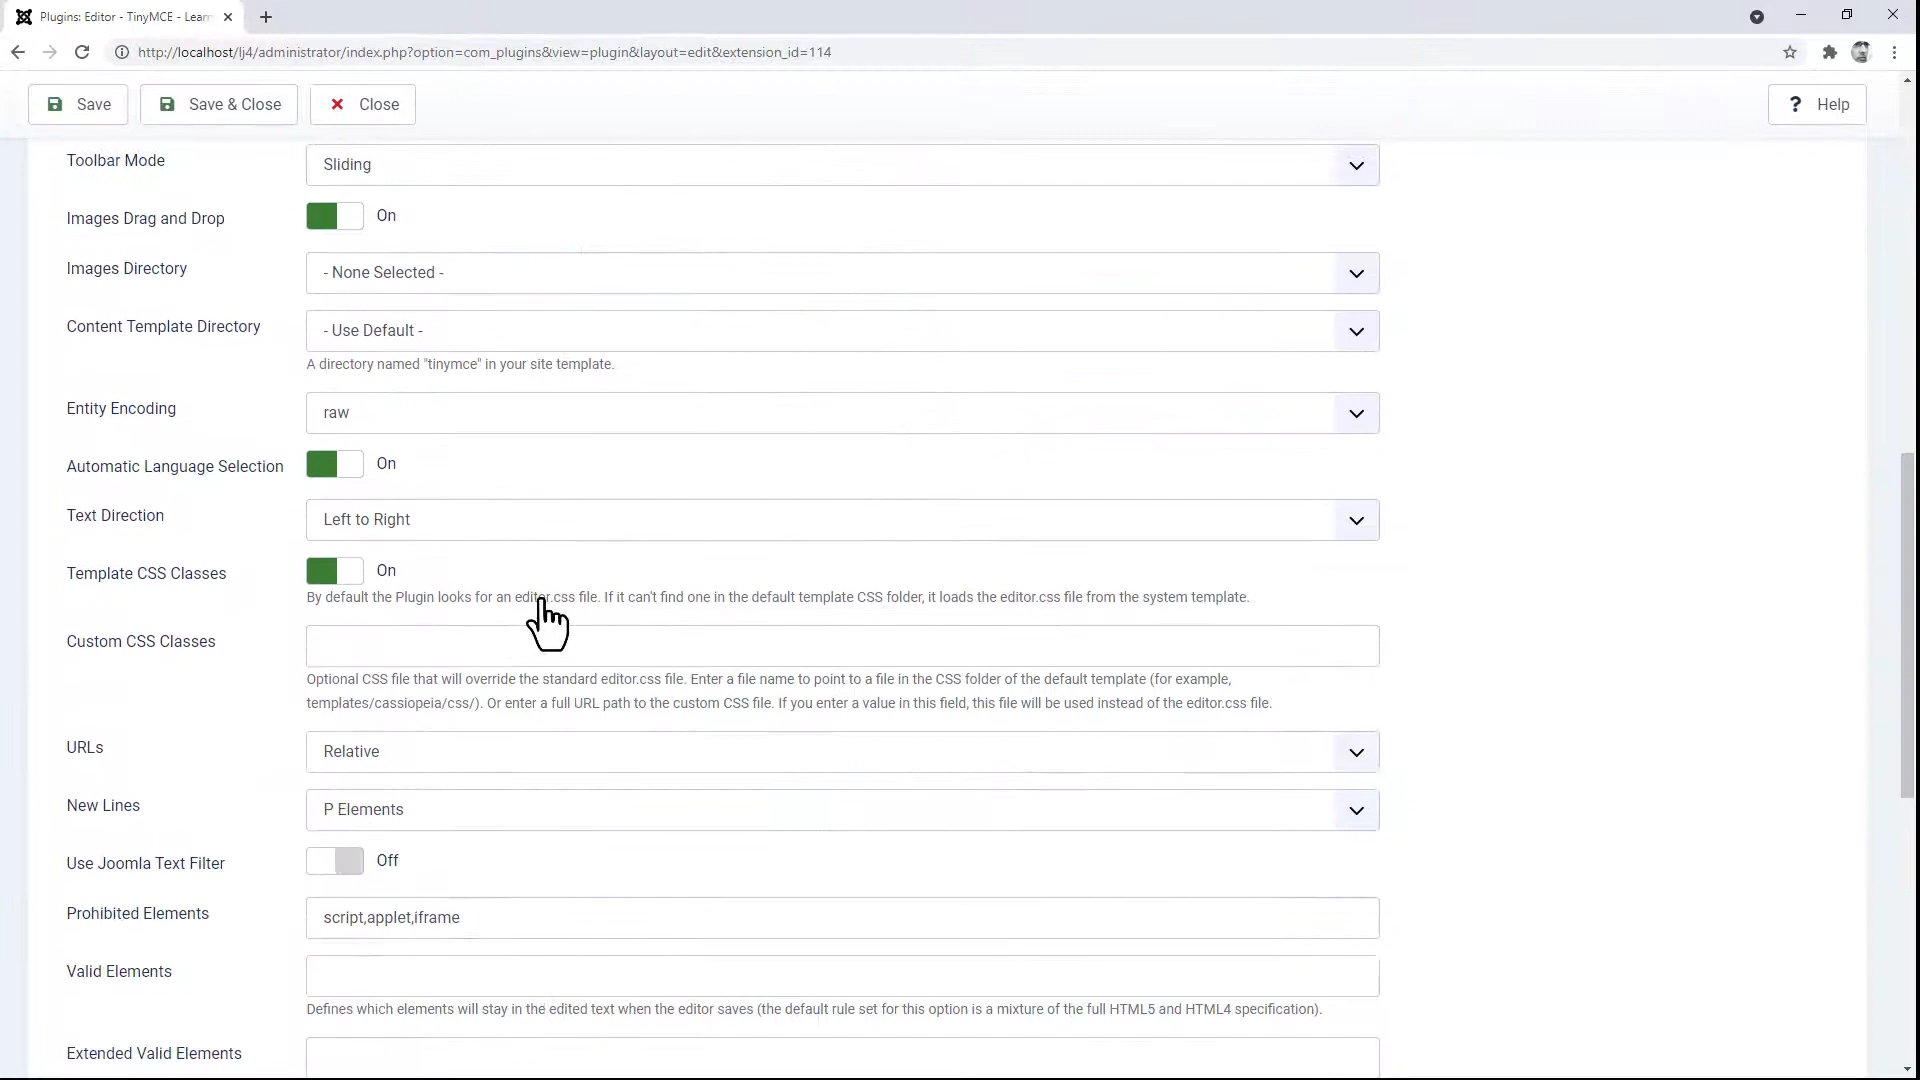 Plugins: Editor - TinyMCE - Learn
http://localhost/lj4/administrator/index.php?option=com_plugins&view=plugin&layout=edit&extension_id=114
Save
Save & Close
Close
? Help
Toolbar Mode
Sliding
Images Drag and Drop
On
Images Directory
- None Selected -
Content Template Directory
- Use Default -
A directory named "tinymce" in your site template.
Entity Encoding
raw
Automatic Language Selection
On
Text Direction
Left to Right
Template CSS Classes
On
By default the Plugin looks for an editor.css file. If it can't find one in the default template CSS folder, it loads the editor.css file from the system template.
Custom CSS Classes
Optional CSS file that will override the standard editor.css file. Enter a file name to point to a file in the CSS folder of the default template (for example,
templates/cassiopeia/css/). Or enter a full URL path to the custom CSS file. If you enter a value in this field, this file will be used instead of the editor.css file.
URLs
Relative
New Lines
P Elements
Use Joomla Text Filter
Off
Prohibited Elements
script,applet,iframe
Valid Elements
Defines which elements will stay in the edited text when the editor saves (the default rule set for this option is a mixture of the full HTML5 and HTML4 specification).
Extended Valid Elements